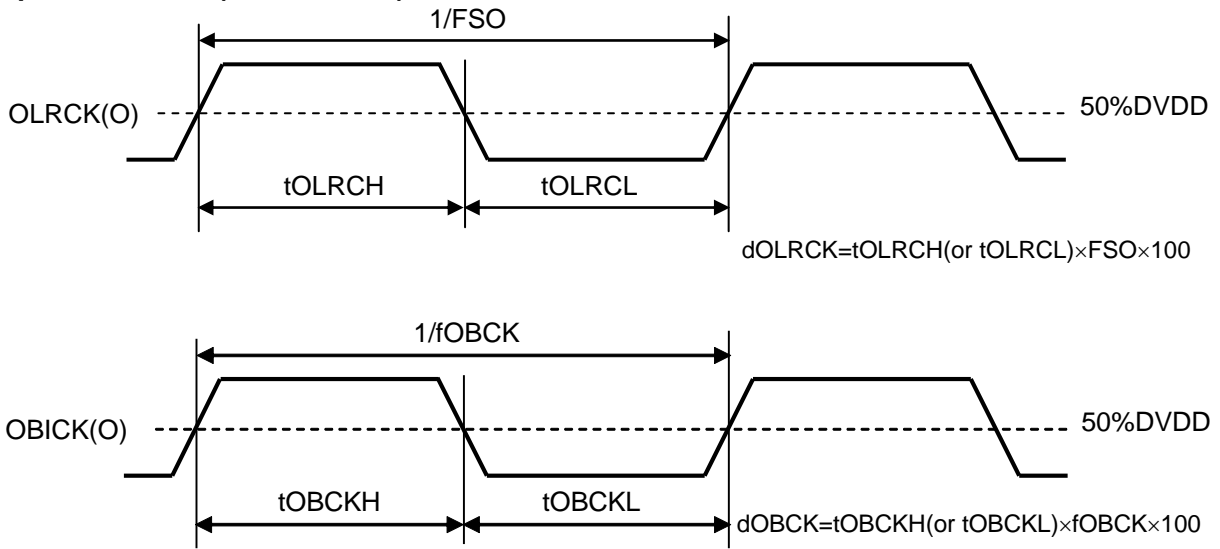 1/FSO
OLRCK(O)
50%DVDD
tOLRCH
tOLRCL
dOLRCK=tOLRCH(or tOLRCL)×FSO×100
1/fOBCK
OBICK(O)
50%DVDD
tOBCKH
tOBCKL
dOBCK=tOBCKH(or tOBCKL)×fOBCK×100